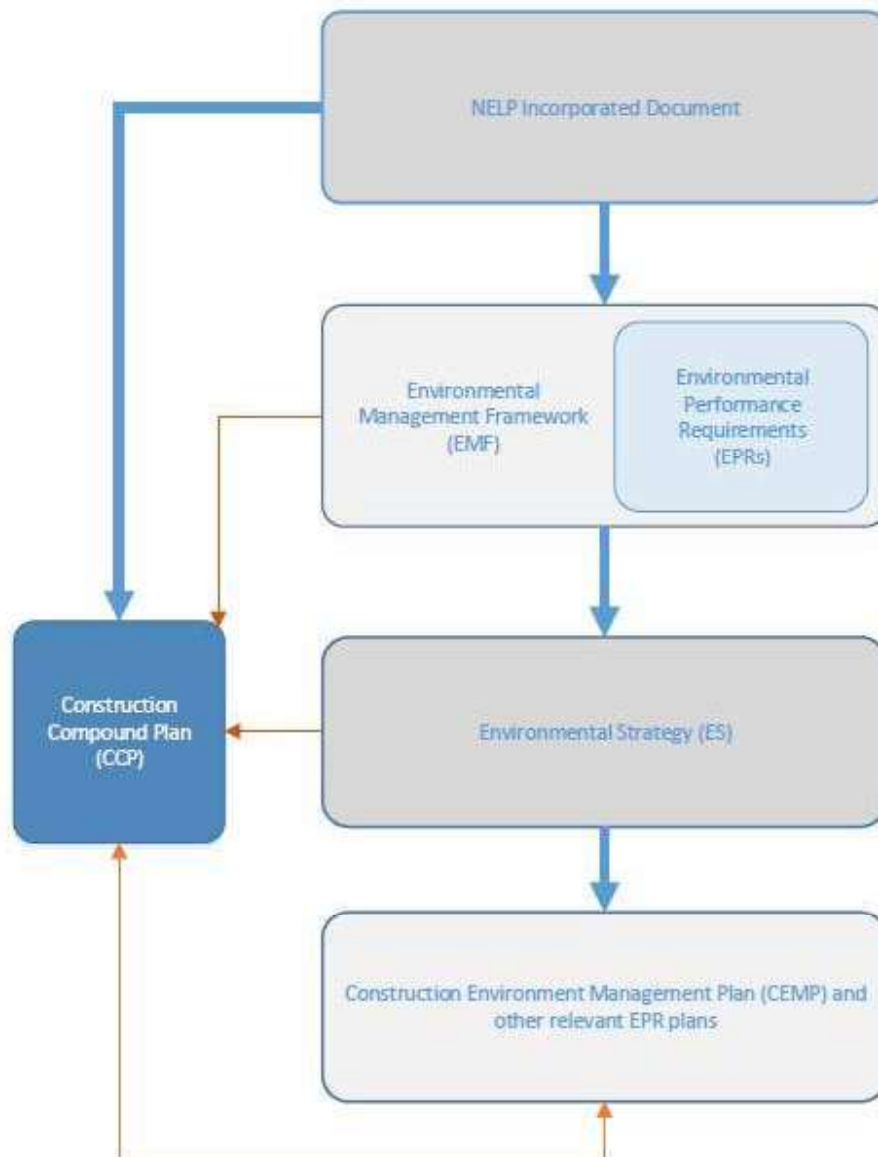 NELP Incorporated Document
Environmental
Management Framework
(EMF)
Environmental
Performance
Requirements
(EPRs)
Construction
Compound Plan
(CCP)
Environmental Strategy (ES)
Construction Environment Management Plan (CEMP) and
other relevant EPR plans